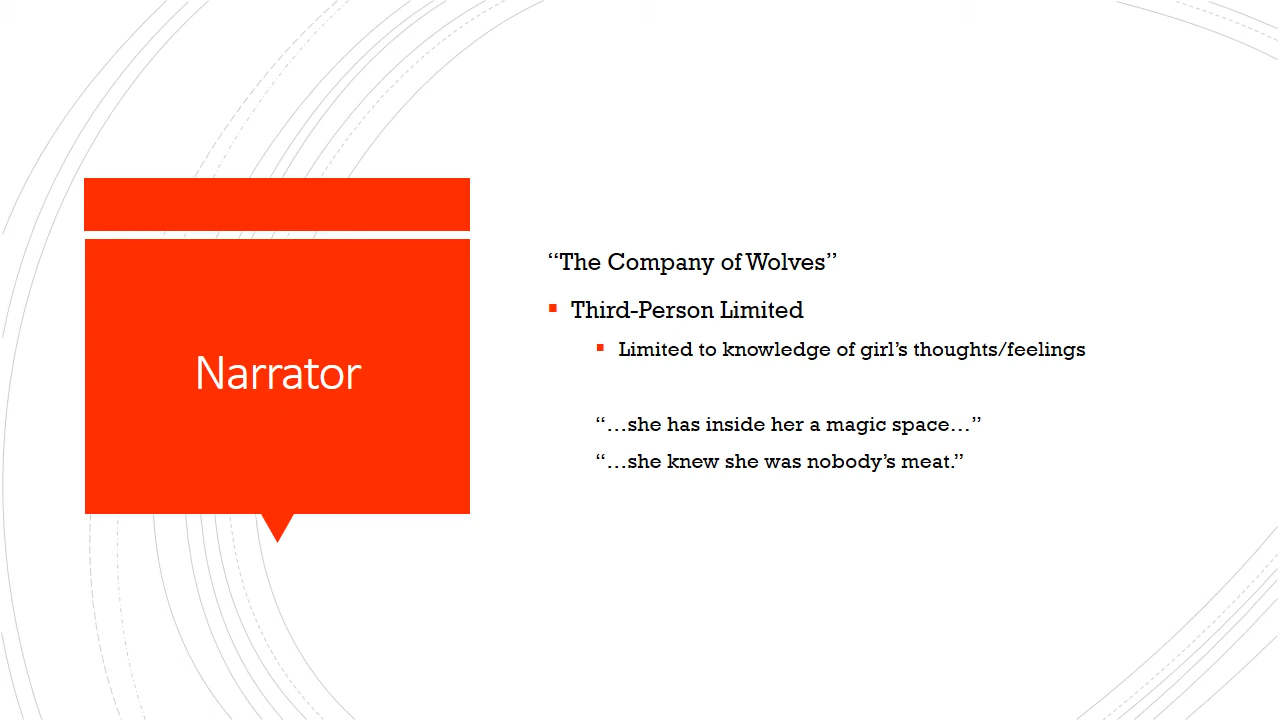 Narrator
“The Company of Wolves”
Third-Person Limited
Limited to knowledge of girl’s thoughts/feelings
“…she has inside her a magic space…”
“…she knew she was nobody’s meat.”